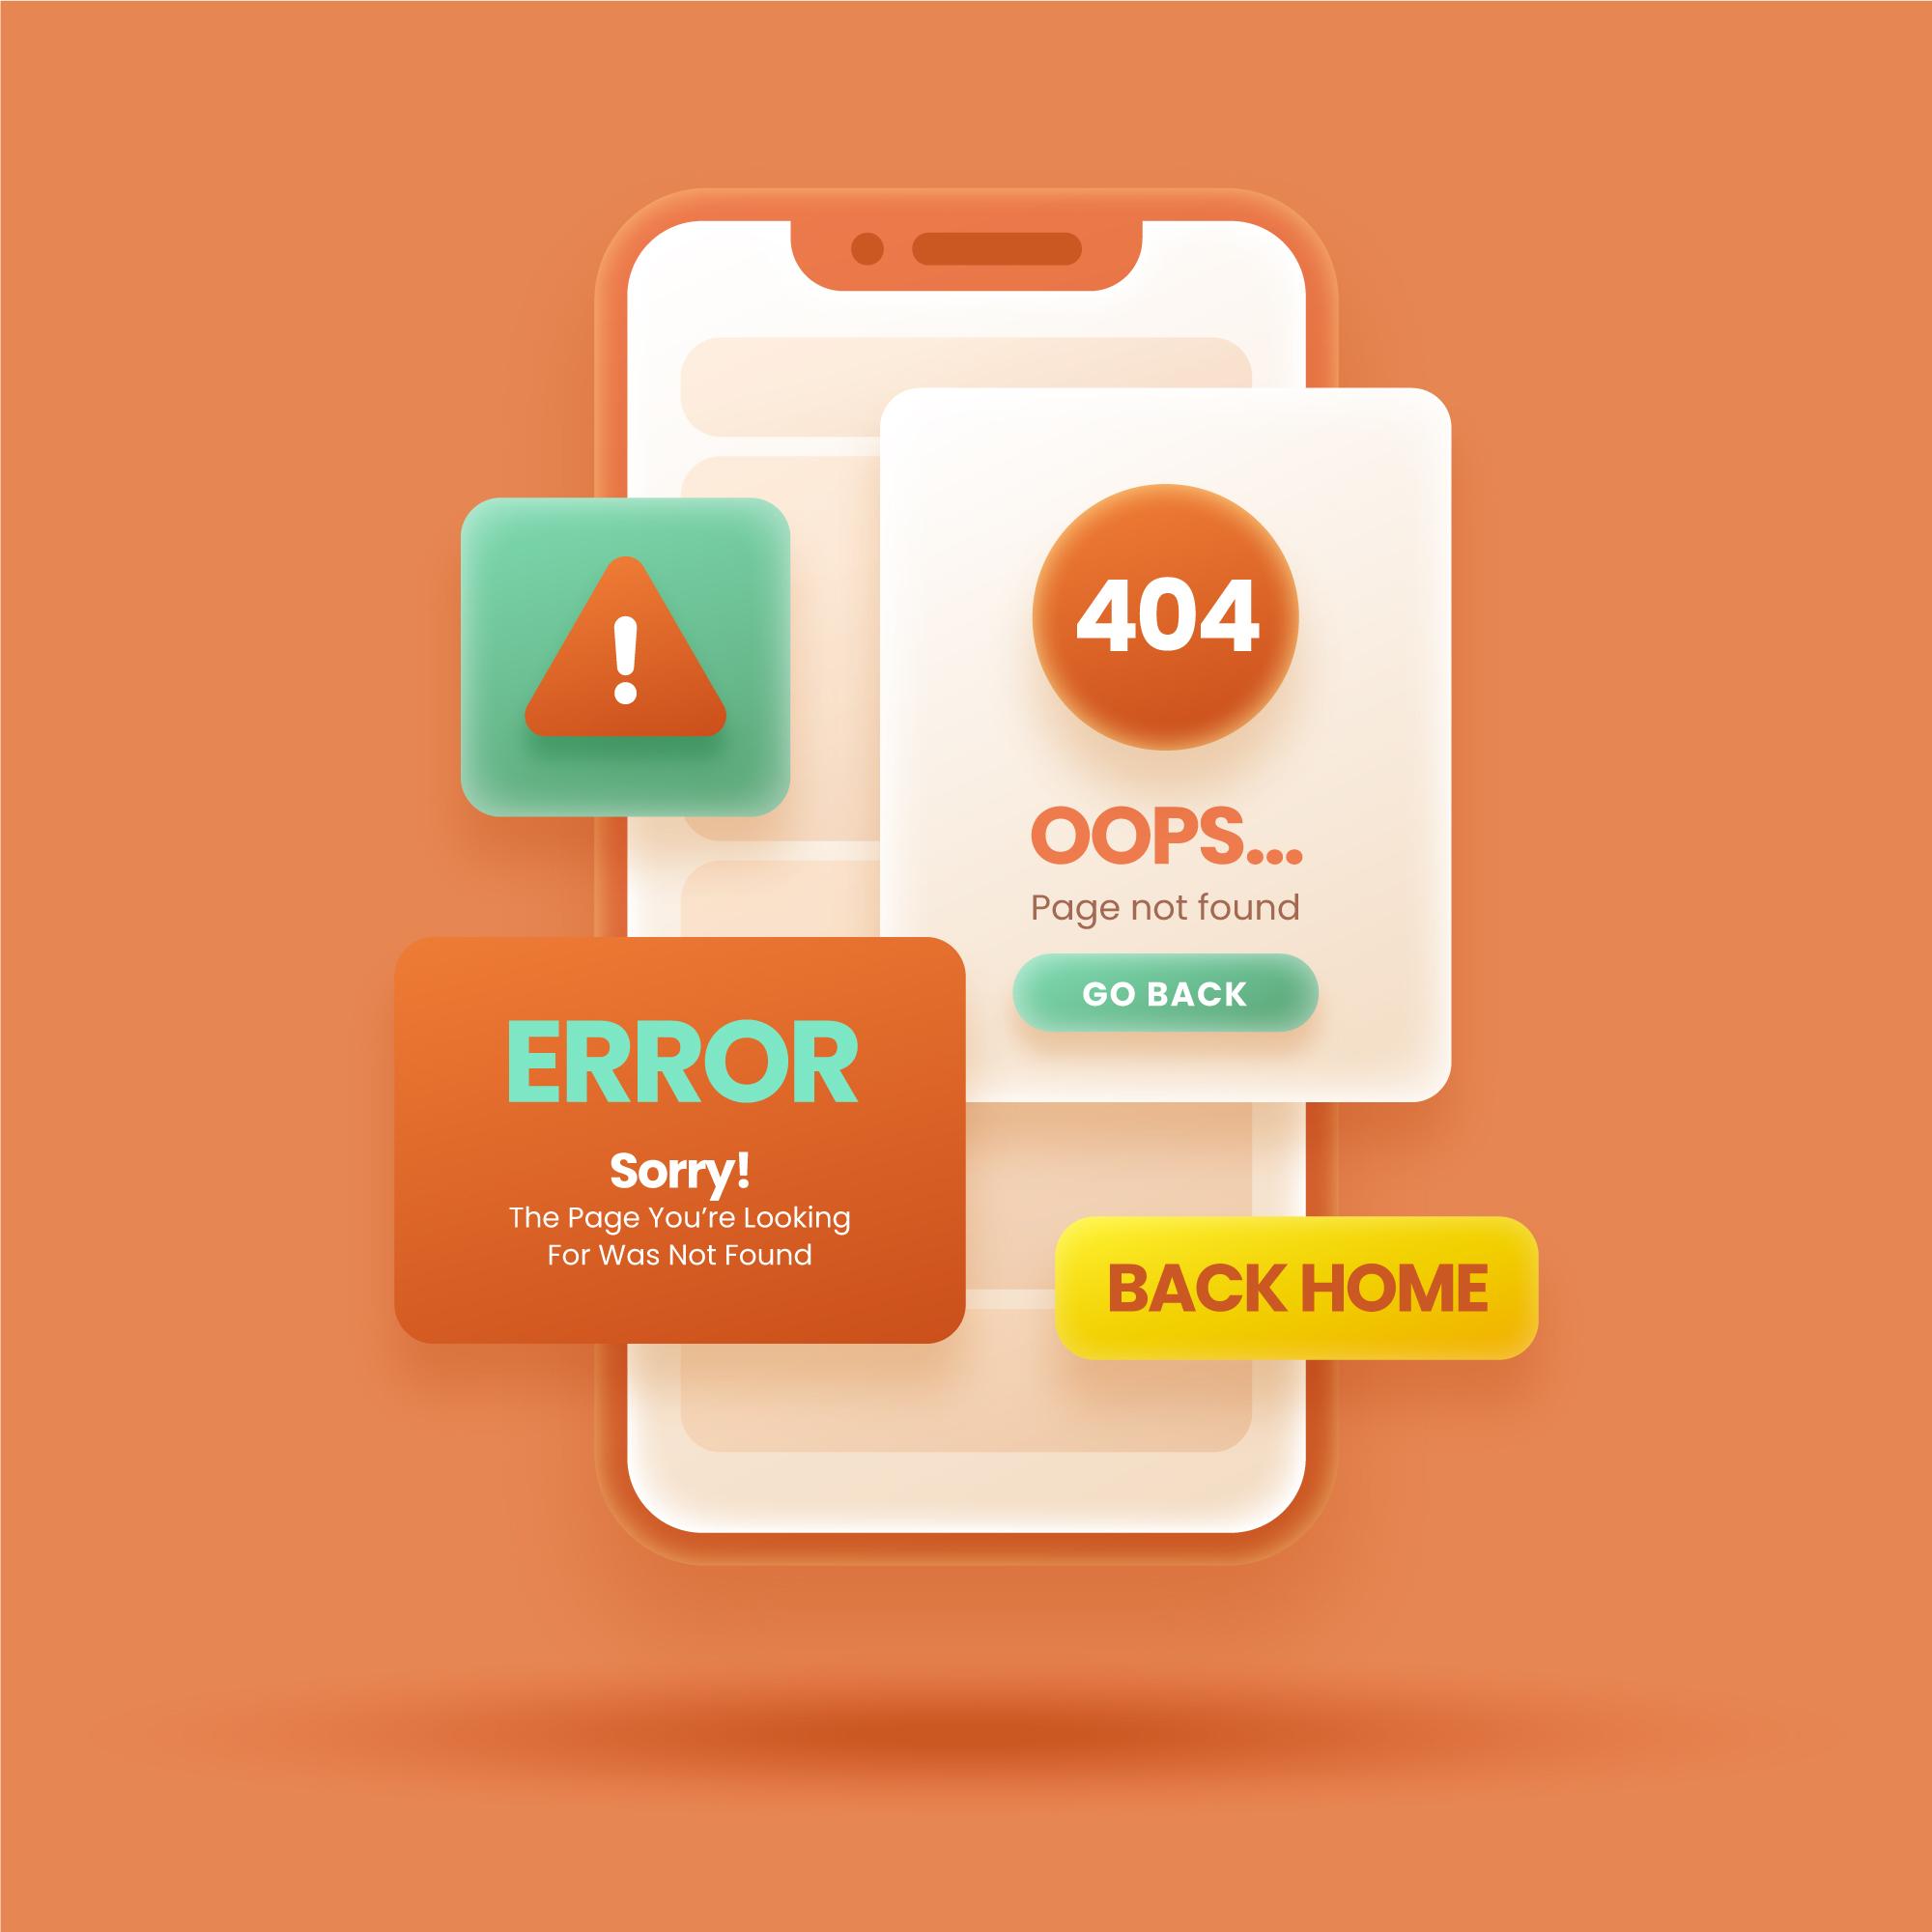 404
OOPS...
Page not found
GO BACK
ERROR
Sorry!
The Page You’re Looking
For Was Not Found
BACK HOME